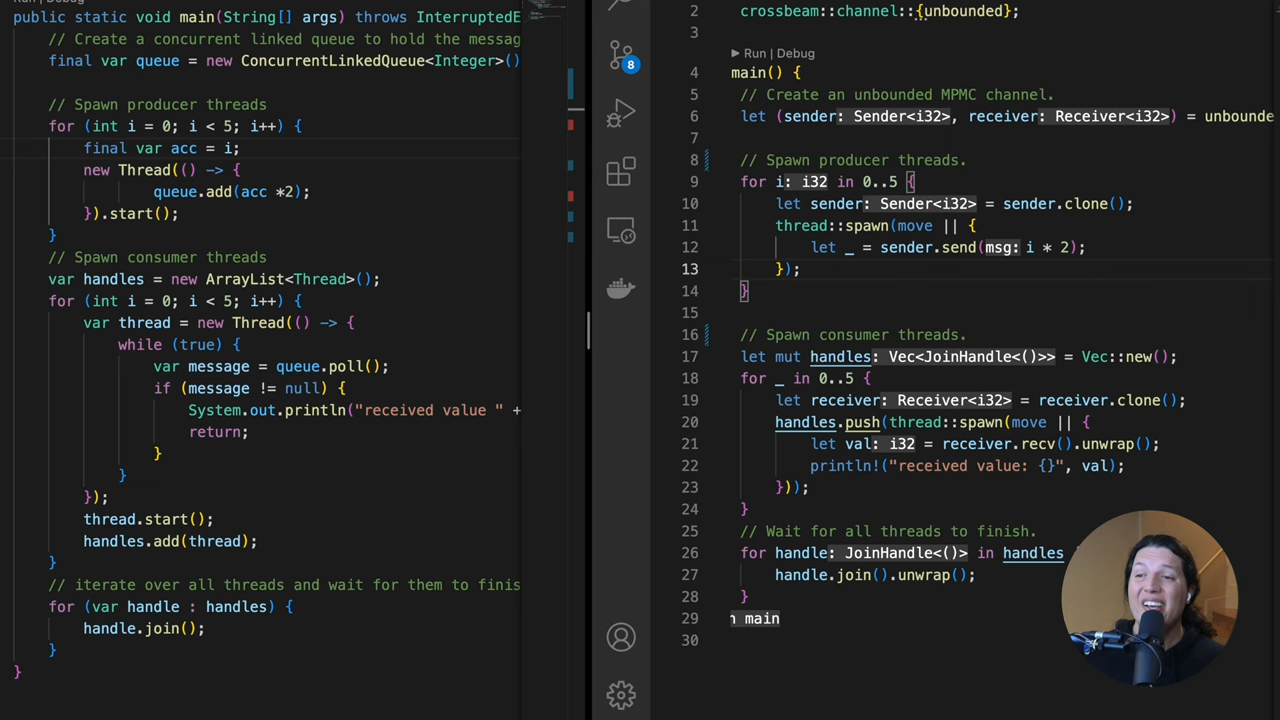 Run | Debug
public static void main(String[] args) throws InterruptedE
// Create a concurrent linked queue to hold the messag
final var queue = new ConcurrentLinkedQueue<Integer>()
// Spawn producer threads
for (int i = 0; i < 5; i++) {
final var acc = i;
new Thread(() -> {
queue.add(acc *2);
}).start();
}
// Spawn consumer threads
var handles = new ArrayList<Thread>();
for (int i = 0; i < 5; i++) {
var thread = new Thread(() -> {
while (true) {
var message = queue.poll();
if (message != null) {
System.out.println("received value " +
return;
}
}
});
thread.start();
handles.add(thread);
}
// iterate over all threads and wait for them to finis
for (var handle : handles) {
handle.join();
}
}
8
2 crossbeam::channel::{unbounded};
3
Run | Debug
4 main() {
5 // Create an unbounded MPMC channel.
6 let (sender: Sender<i32>, receiver: Receiver<i32>) = unbounde
7
8 // Spawn producer threads.
9 for i: i32 in 0..5 {
10 let sender: Sender<i32> = sender.clone();
11 thread::spawn(move || {
12 let _ = sender.send(msg: i * 2);
13 });
14 }
15
16 // Spawn consumer threads.
17 let mut handles: Vec<JoinHandle<()>> = Vec::new();
18 for _ in 0..5 {
19 let receiver: Receiver<i32> = receiver.clone();
20 handles.push(thread::spawn(move || {
21 let val: i32 = receiver.recv().unwrap();
22 println!("received value: {}", val);
23 }));
24 }
25 // Wait for all threads to finish.
26 for handle: JoinHandle<()> in handles
27 handle.join().unwrap();
28 }
29 n main
30